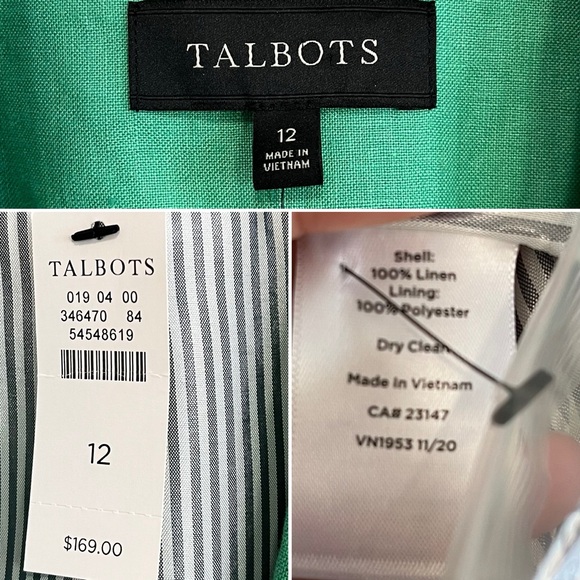 TALBOTS
12
MADE IN
VIETNAM
TALBOTS
019 04 00
346470 84
54548619
12
$169.00
Shell:
100% Linen
Lining:
100% Polyester
Dry Clean
Made In Vietnam
CA# 23147
VN1953 11/20